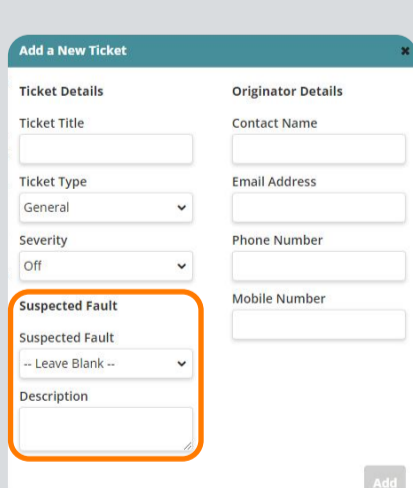 Add a New Ticket
Ticket Details
Ticket Title
Ticket Type
General
Severity
Off
Suspected Fault
Suspected Fault
-- Leave Blank --
Description
Originator Details
Contact Name
Email Address
Phone Number
Mobile Number
Add